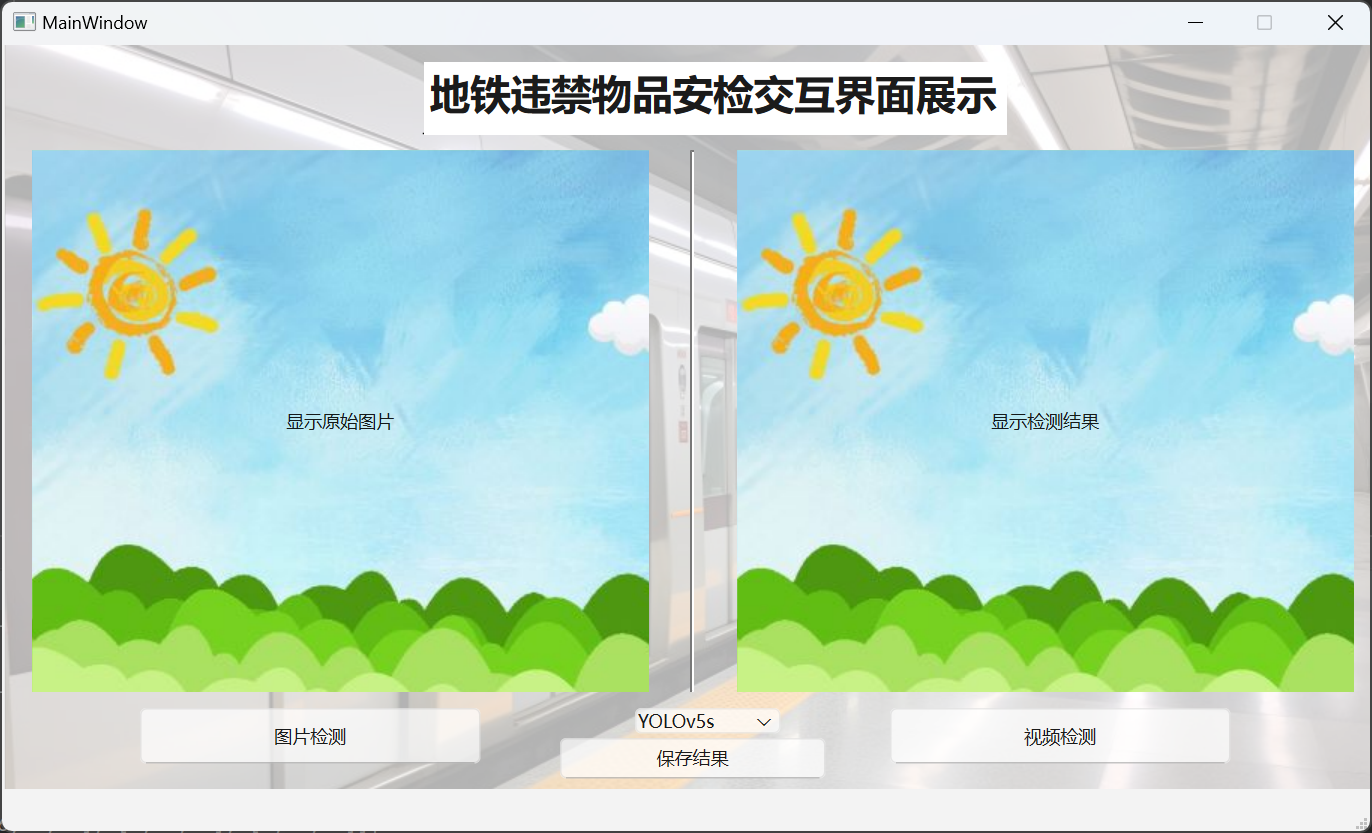 MainWindow
地铁违禁物品安检交互界面展示
显示原始图片
显示检测结果
图片检测
YOLOv5s
视频检测
保存结果